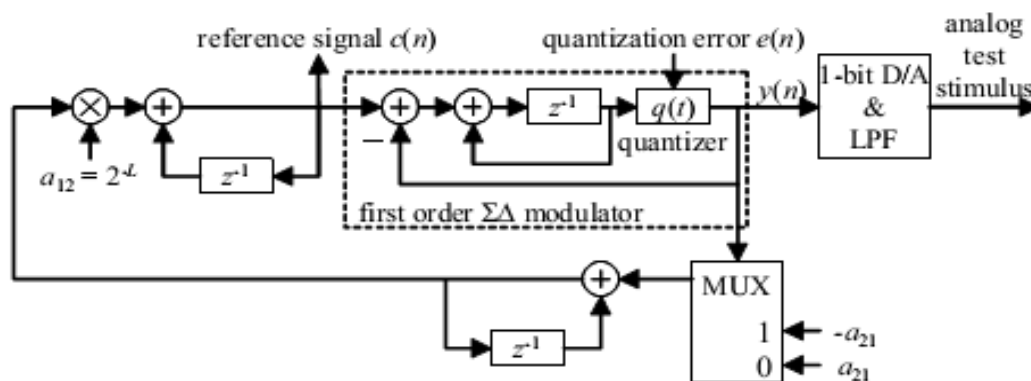 reference signal c(n)
quantization error e(n)
analog
test
stimulus
y(n)
1-bit D/A
&
LPF
×
+
+
+
z⁻¹
q(t)
−
quantizer
a₁₂ = 2⁻ᴸ
z⁻¹
first order ΣΔ modulator
+
MUX
1
-a₂₁
0
a₂₁
z⁻¹